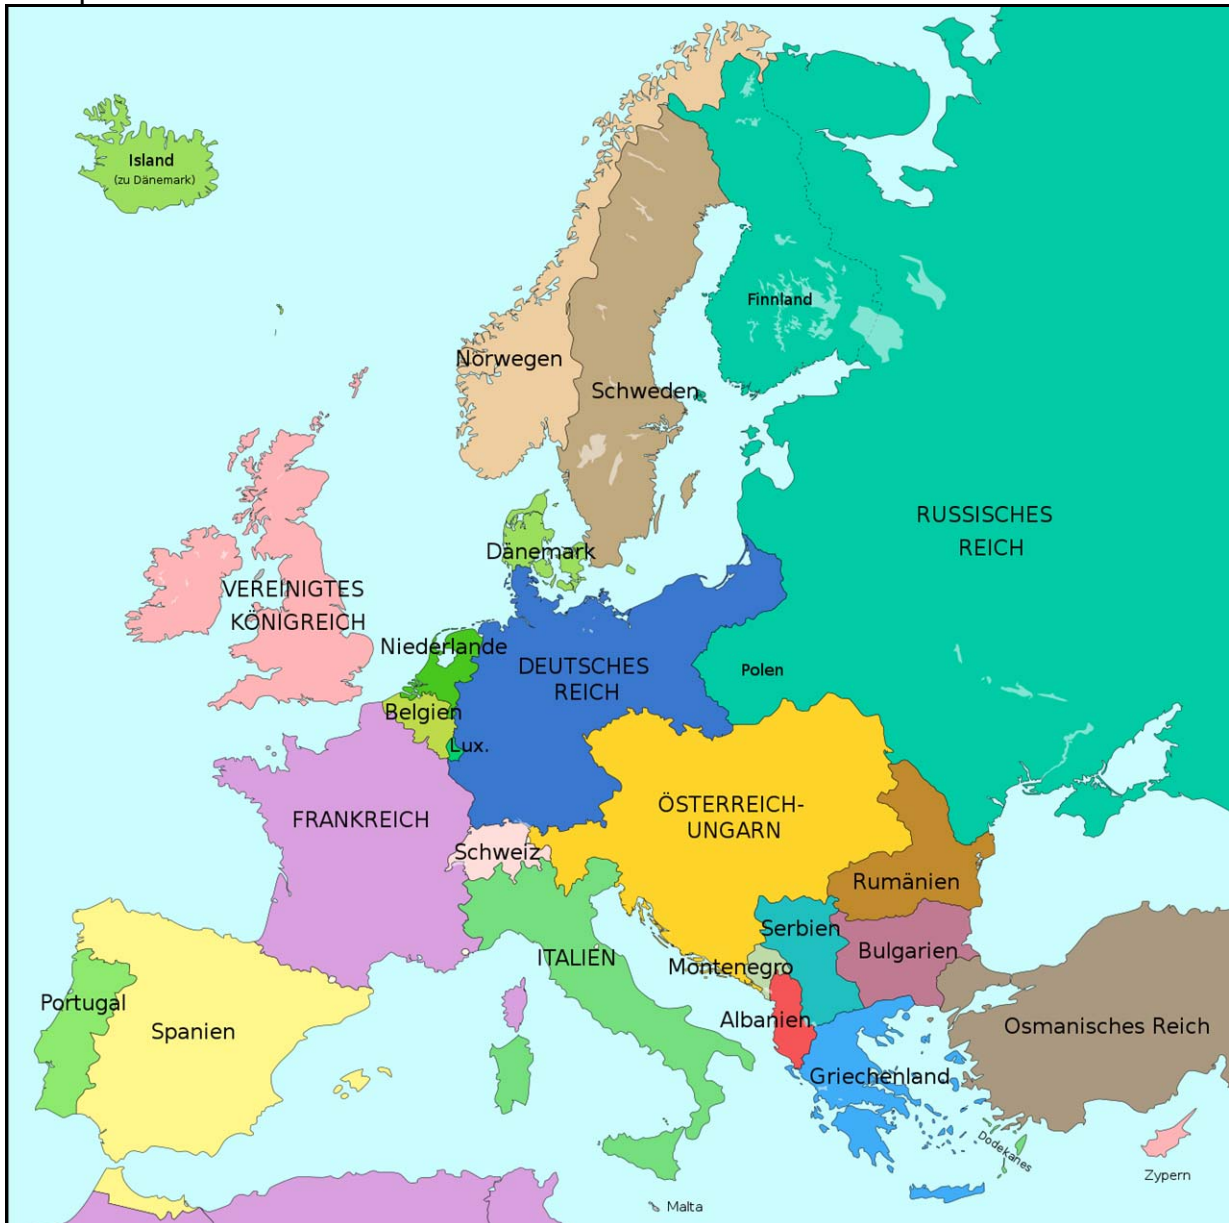 Island
(zu Dänemark)
Finnland
Norwegen
Schweden
RUSSISCHES
REICH
Dänemark
VEREINIGTES
KÖNIGREICH
Niederlande
DEUTSCHES
REICH
Polen
Belgien
Lux.
FRANKREICH
ÖSTERREICH-
UNGARN
Schweiz
Rumänien
Serbien
Bulgarien
ITALIEN
Montenegro
Portugal
Spanien
Albanien
Osmanisches Reich
Griechenland
Dodekanes
Zypern
Malta